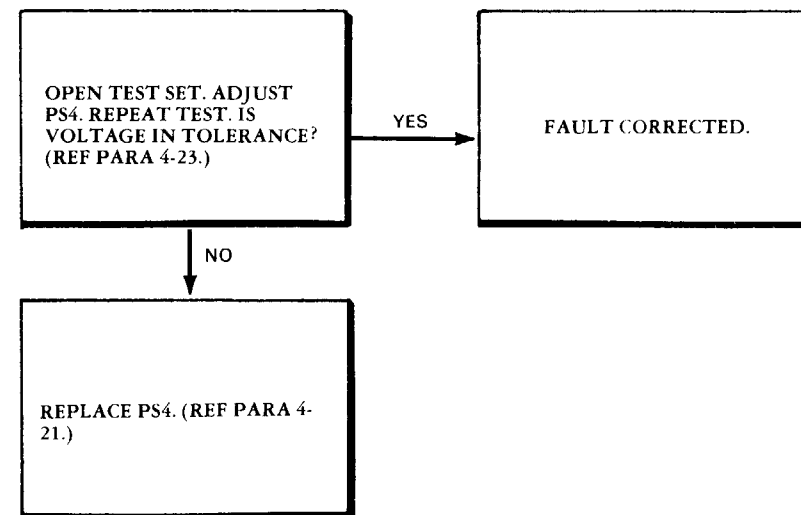 OPEN TEST SET. ADJUST
PS4. REPEAT TEST. IS
VOLTAGE IN TOLERANCE?
(REF PARA 4-23.)
YES
FAULT CORRECTED.
NO
REPLACE PS4. (REF PARA 4-
21.)